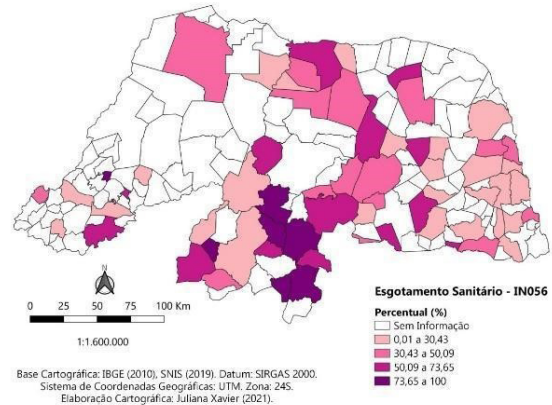 N
0 25 50 75 100 Km
1:1.600.000
Esgotamento Sanitário - IN056
Percentual (%)
Sem Informação
0,01 a 30,43
30,43 a 50,09
50,09 a 73,65
73,65 a 100
Base Cartográfica: IBGE (2010), SNIS (2019). Datum: SIRGAS 2000.
Sistema de Coordenadas Geográficas: UTM. Zona: 24S.
Elaboração Cartográfica: Juliana Xavier (2021).